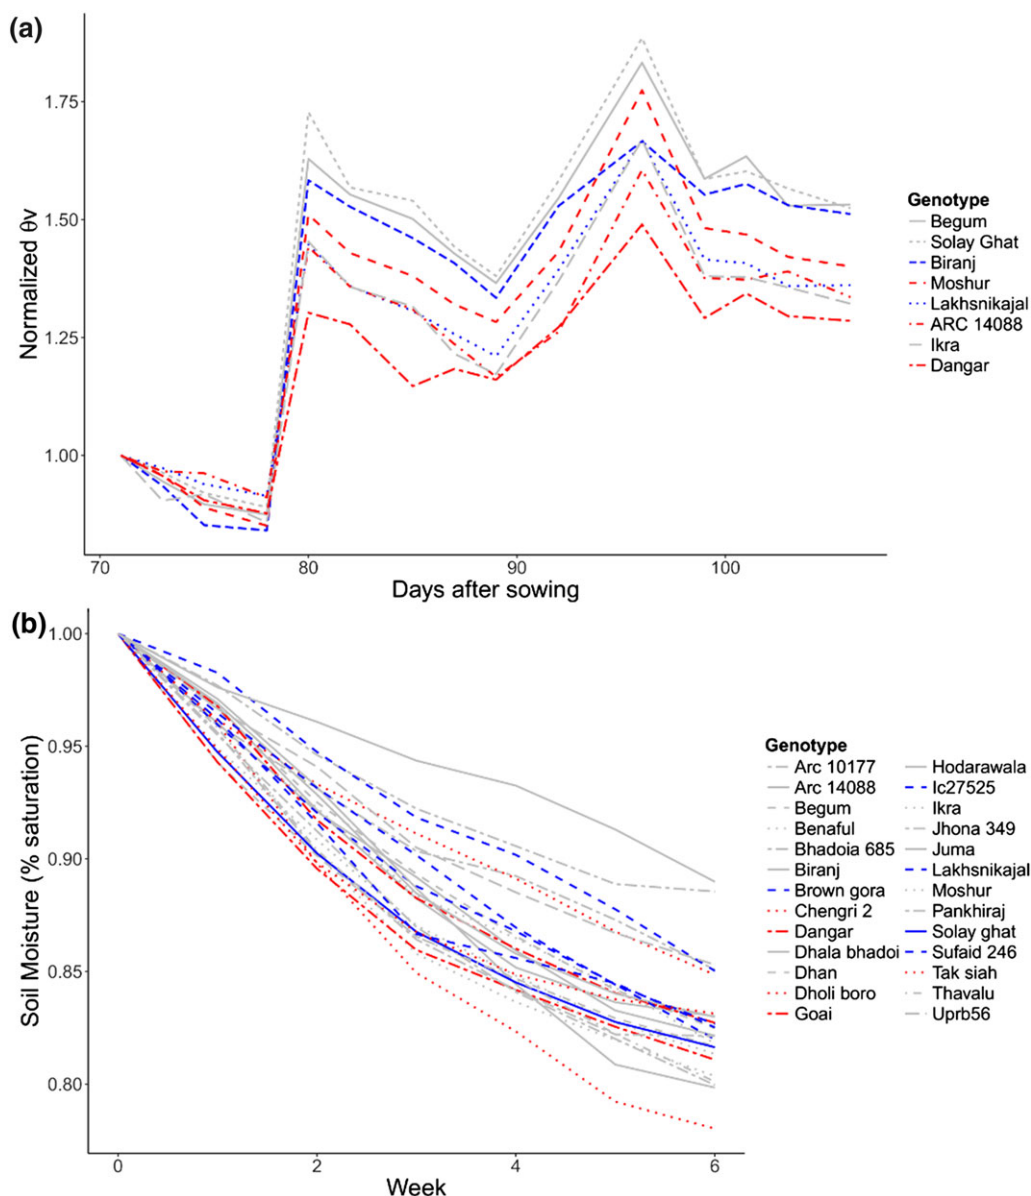 (a)
Normalized θv
1.75
1.50
1.25
1.00
70
80
90
100
Days after sowing
Genotype
Begum
Solay Ghat
Biranj
Moshur
Lakhsnikajal
ARC 14088
Ikra
Dangar
(b)
Soil Moisture (% saturation)
1.00
0.95
0.90
0.85
0.80
0
2
4
6
Week
Genotype
Arc 10177
Arc 14088
Begum
Benaful
Bhadoia 685
Biranj
Brown gora
Chengri 2
Dangar
Dhala bhadoi
Dhan
Dholi boro
Goai
Hodarawala
Ic27525
Ikra
Jhona 349
Juma
Lakhsnikajal
Moshur
Pankhiraj
Solay ghat
Sufaid 246
Tak siah
Thavalu
Uprb56